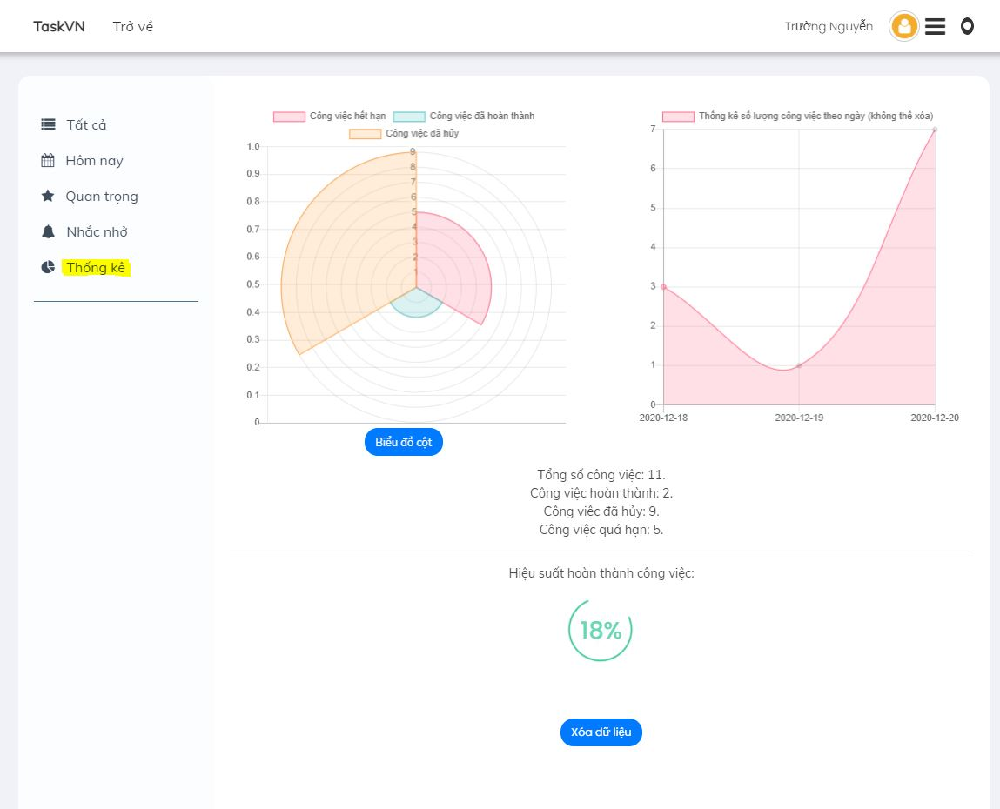 TaskVN Trở về Trường Nguyễn
Tất cả
Hôm nay
Quan trọng
Nhắc nhở
Thống kê
Công việc hết hạn Công việc đã hoàn thành
Công việc đã hủy
1.0
0.9
0.8
0.7
0.6
0.5
0.4
0.3
0.2
0.1
0
9
8
7
6
5
4
3
2
1
Biểu đồ cột
Thống kê số lượng công việc theo ngày (không thể xóa)
7
6
5
4
3
2
1
0
2020-12-18 2020-12-19 2020-12-20
Tổng số công việc: 11.
Công việc hoàn thành: 2.
Công việc đã hủy: 9.
Công việc quá hạn: 5.
Hiệu suất hoàn thành công việc:
18%
Xóa dữ liệu